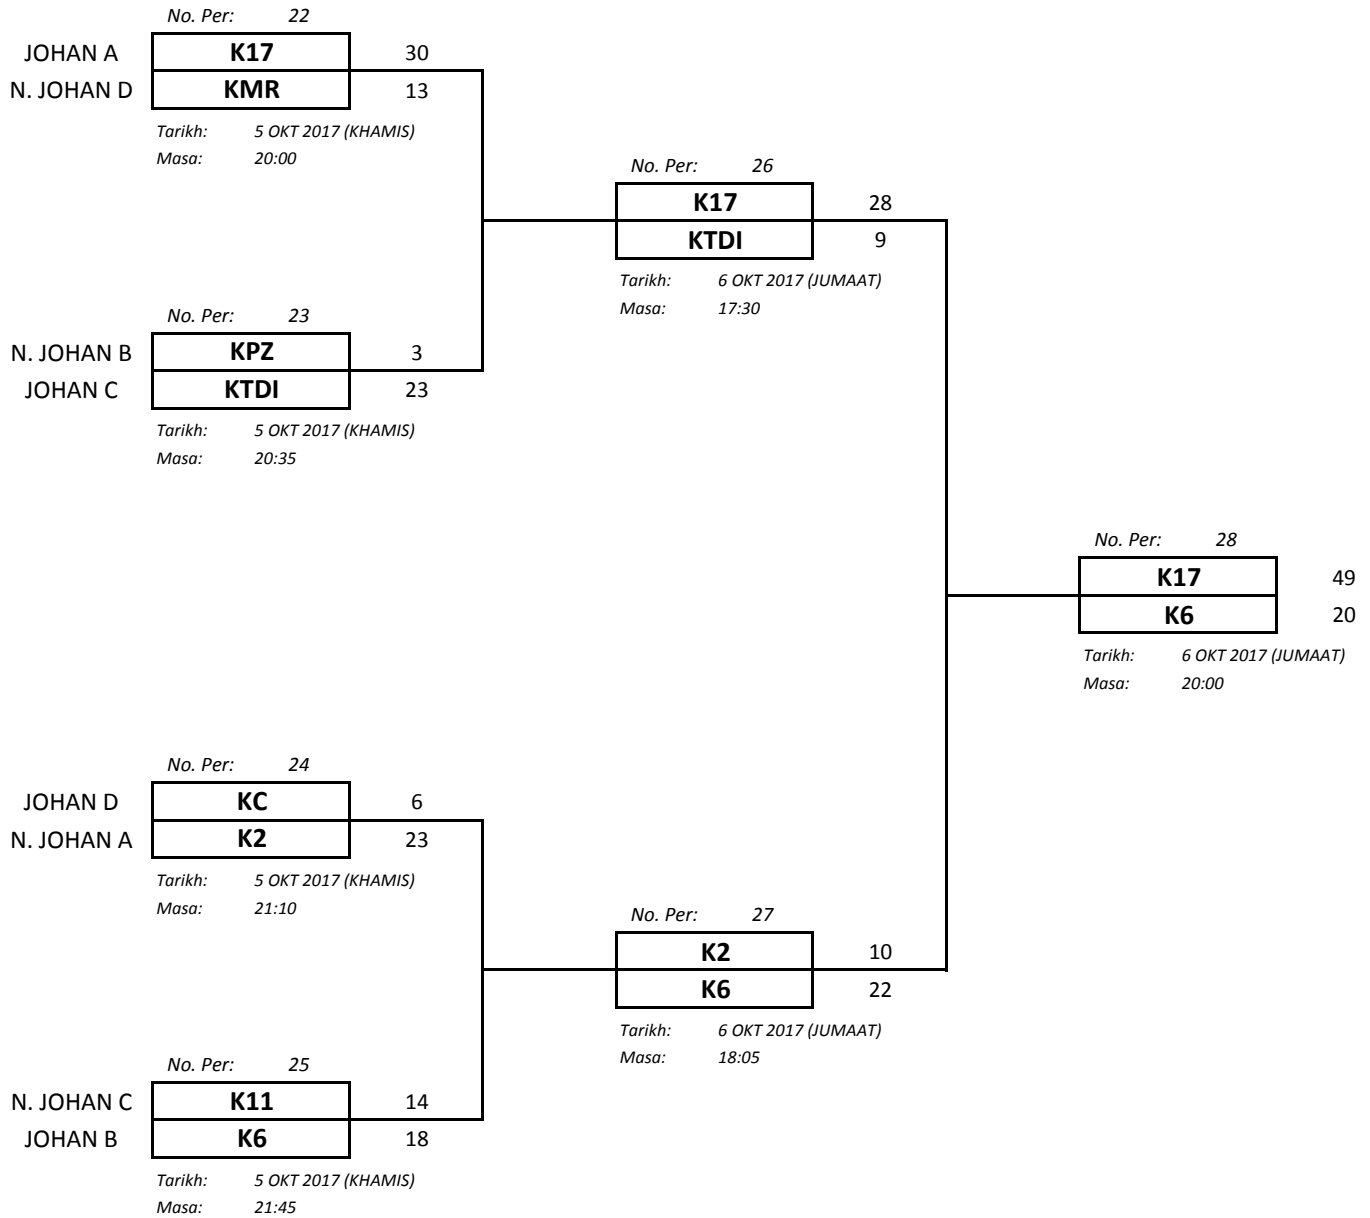 No. Per: 22
JOHAN A K17 30
N. JOHAN D KMR 13
Tarikh: 5 OKT 2017 (KHAMIS)
Masa: 20:00
No. Per: 26
K17 28
KTDI 9
Tarikh: 6 OKT 2017 (JUMAAT)
Masa: 17:30
No. Per: 23
N. JOHAN B KPZ 3
JOHAN C KTDI 23
Tarikh: 5 OKT 2017 (KHAMIS)
Masa: 20:35
No. Per: 28
K17 49
K6 20
Tarikh: 6 OKT 2017 (JUMAAT)
Masa: 20:00
No. Per: 24
JOHAN D KC 6
N. JOHAN A K2 23
Tarikh: 5 OKT 2017 (KHAMIS)
Masa: 21:10
No. Per: 27
K2 10
K6 22
Tarikh: 6 OKT 2017 (JUMAAT)
Masa: 18:05
No. Per: 25
N. JOHAN C K11 14
JOHAN B K6 18
Tarikh: 5 OKT 2017 (KHAMIS)
Masa: 21:45